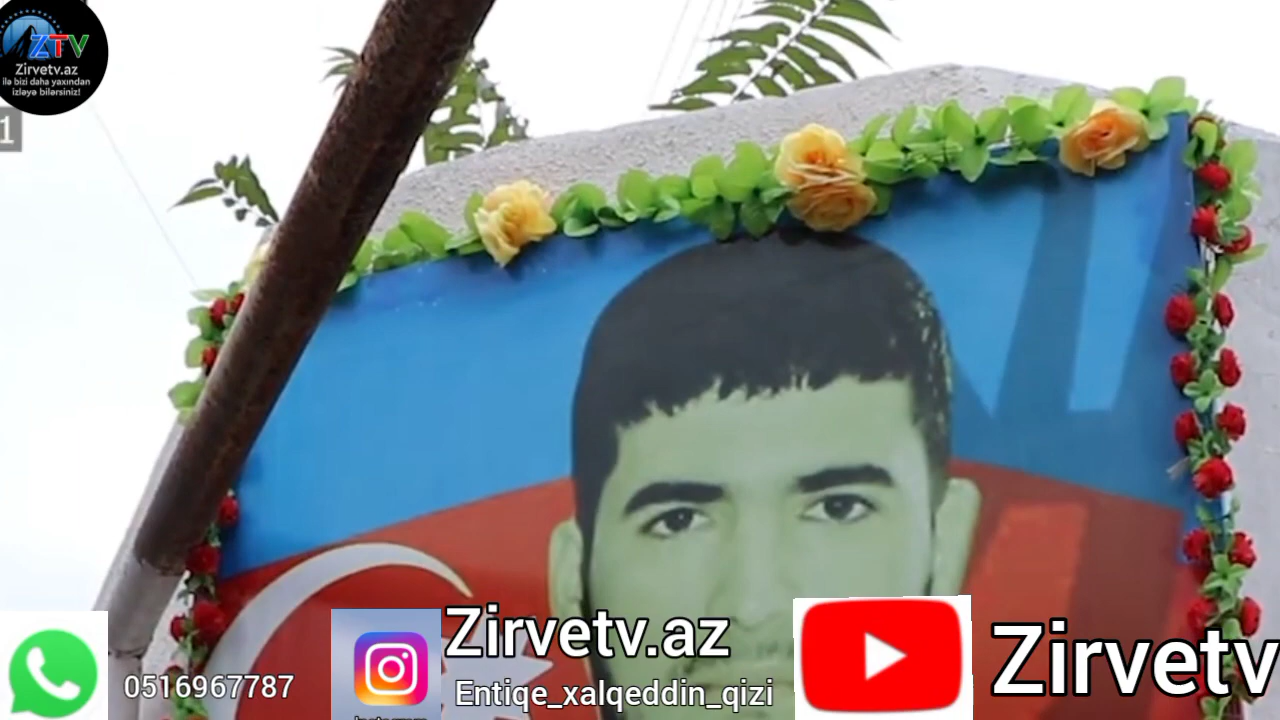 ZTV
Zirvetv.az
ilə bizi daha yaxından
izləyə bilərsiniz!
1
0516967787
Zirvetv.az
Entiqe_xalqeddin_qizi
Zirvetv